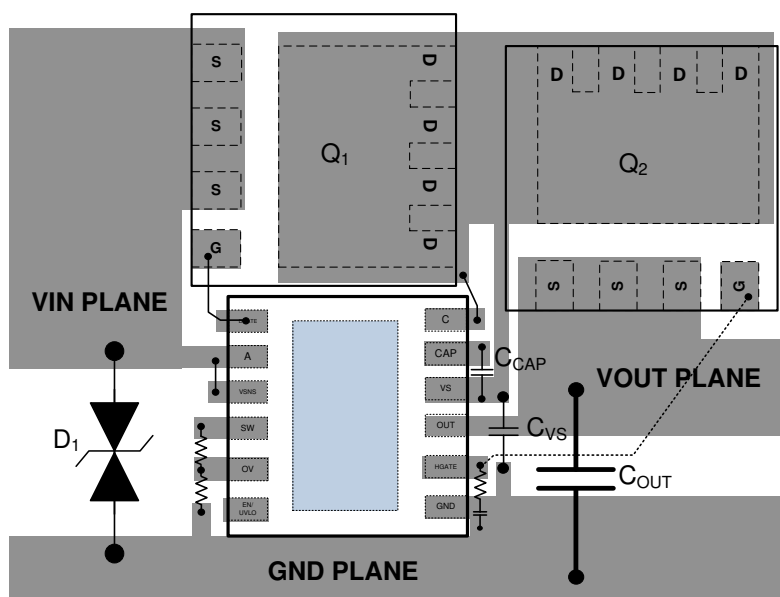 S
S
S
G
Q1
D
D
D
D
D D D D
Q2
S S S G
VIN PLANE
A
VSNS
SW
OV
EN/
UVLO
C
CAP
VS
OUT
HGATE
GND
CCAP
CVS
VOUT PLANE
D1
COUT
GND PLANE